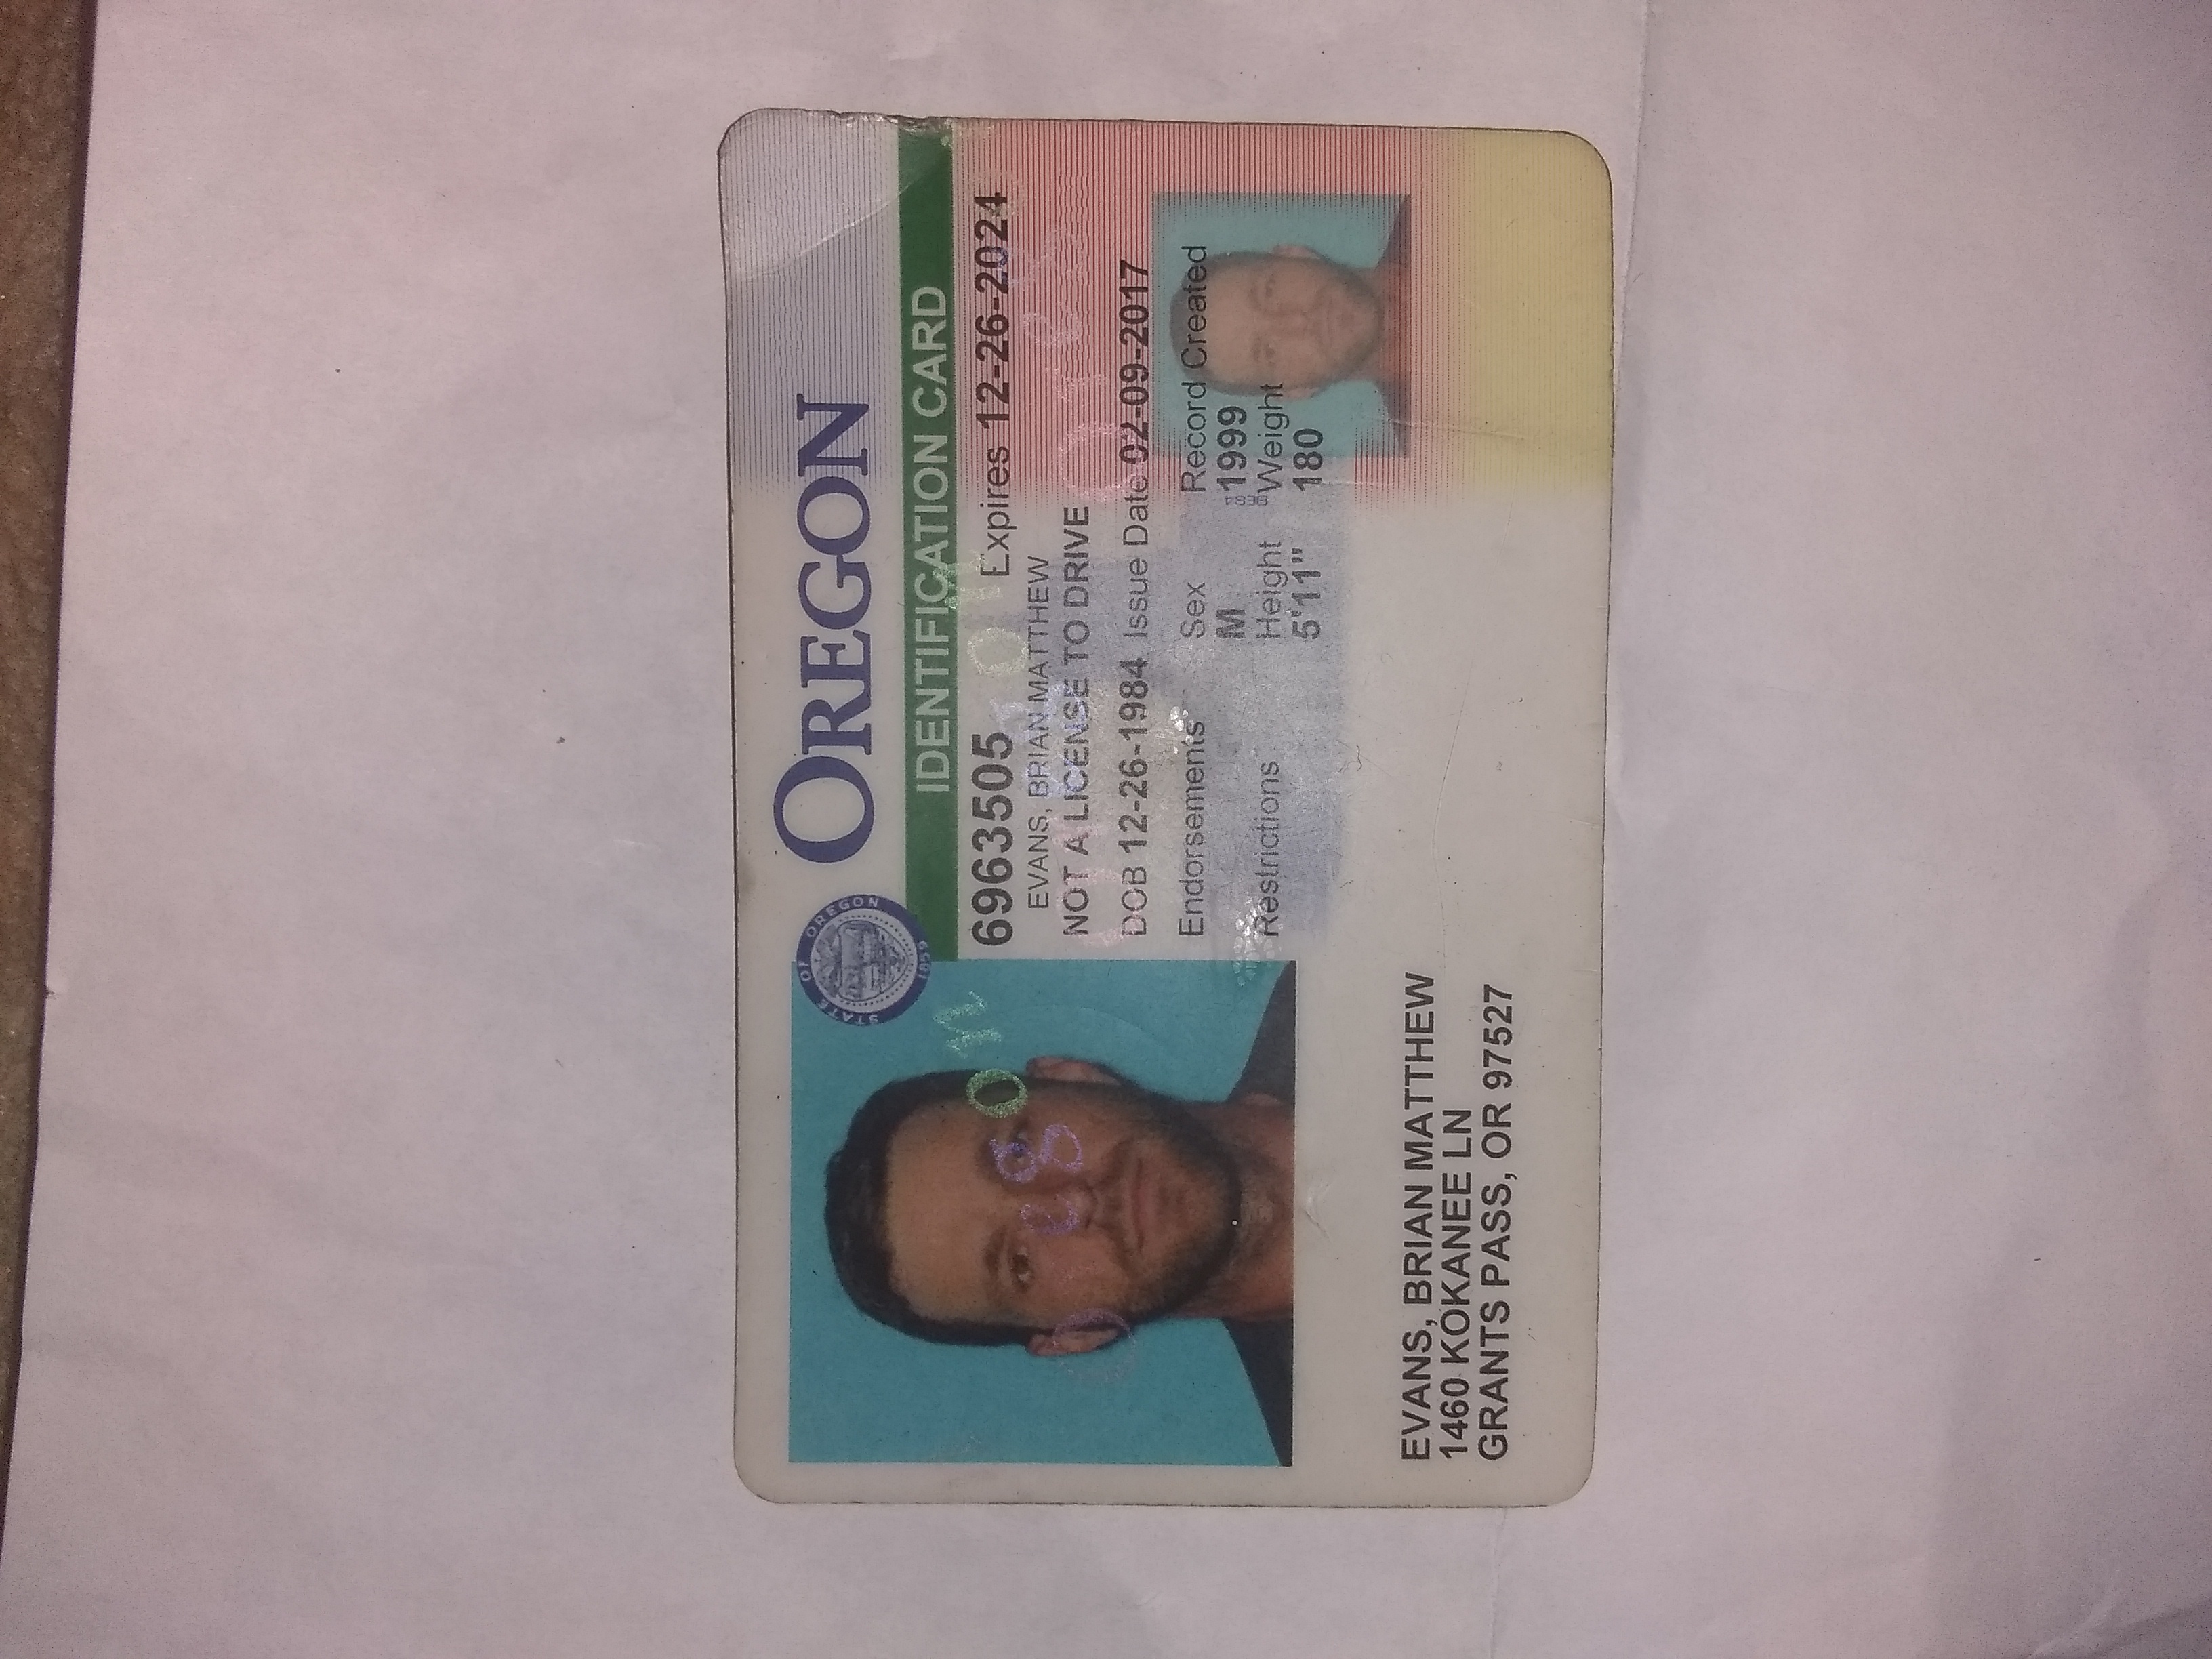 OREGON
STATE OF OREGON 1859
IDENTIFICATION CARD
6963505 Expires 12-26-2024
EVANS, BRIAN MATTHEW
NOT A LICENSE TO DRIVE
DOB 12-26-1984 Issue Date 02-09-2017
Endorsements Sex Record Created
M 1999
Restrictions Height Weight
5'11" 180
EVANS, BRIAN MATTHEW
1460 KOKANEE LN
GRANTS PASS, OR 97527